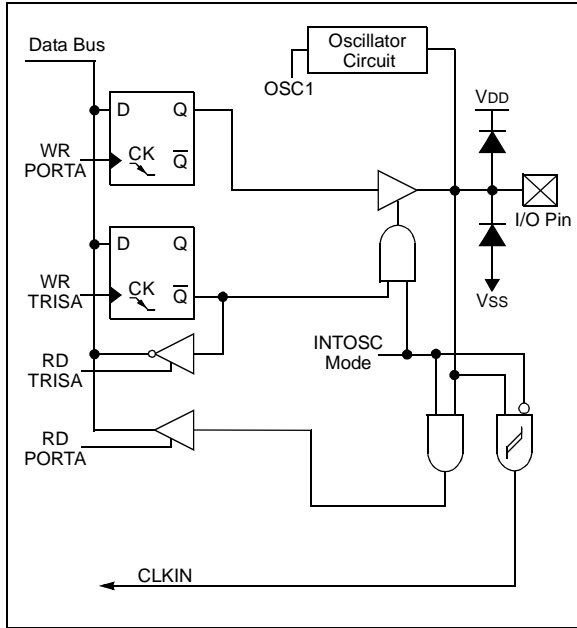 Data Bus
Oscillator
Circuit
OSC1
VDD
D Q
WR
PORTA
CK Q
I/O Pin
D Q
WR
TRISA
CK Q
VSS
INTOSC
Mode
RD
TRISA
RD
PORTA
CLKIN